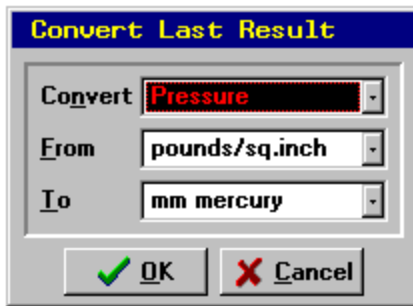 Convert Last Result
Convert Pressure
From pounds/sq.inch
To mm mercury
OK Cancel